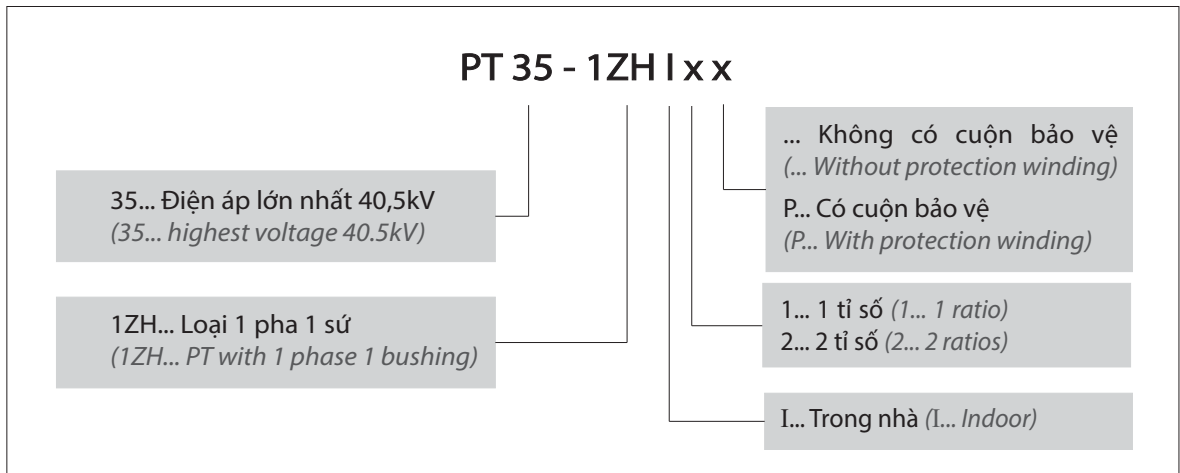 PT 35 - 1ZH I x x
35... Điện áp lớn nhất 40,5kV
(35... highest voltage 40.5kV)
1ZH... Loại 1 pha 1 sứ
(1ZH... PT with 1 phase 1 bushing)
... Không có cuộn bảo vệ
(... Without protection winding)
P... Có cuộn bảo vệ
(P... With protection winding)
1... 1 tỉ số (1... 1 ratio)
2... 2 tỉ số (2... 2 ratios)
I... Trong nhà (I... Indoor)